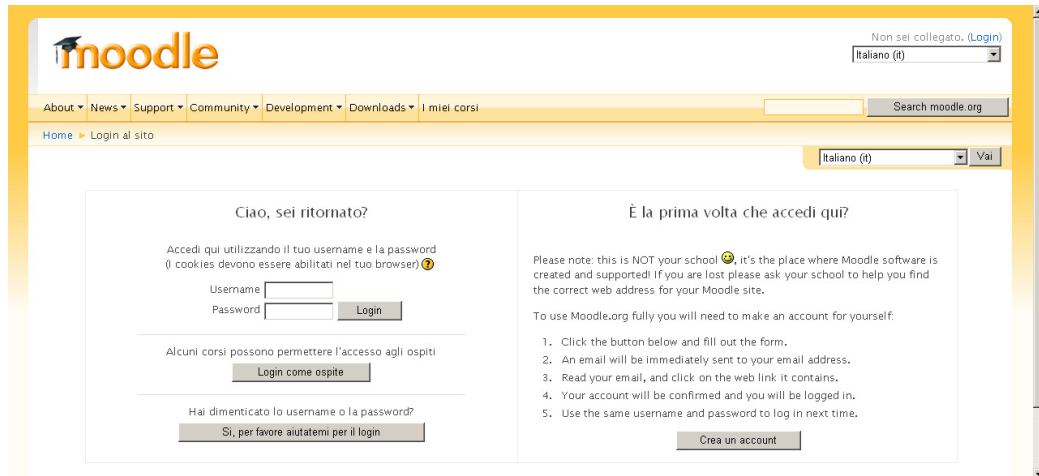 moodle
Non sei collegato. (Login)
Italiano (it)
About News Support Community Development Downloads I miei corsi
Search moodle.org
Home Login al sito
Italiano (it) Vai
Ciao, sei ritornato?
Accedi qui utilizzando il tuo username e la password
(I cookies devono essere abilitati nel tuo browser)
Username
Password Login
Alcuni corsi possono permettere l'accesso agli ospiti
Login come ospite
Hai dimenticato lo username o la password?
Si, per favore aiutatemi per il login
È la prima volta che accedi qui?
Please note: this is NOT your school , it's the place where Moodle software is
created and supported! If you are lost please ask your school to help you find
the correct web address for your Moodle site.
To use Moodle.org fully you will need to make an account for yourself:
1. Click the button below and fill out the form.
2. An email will be immediately sent to your email address.
3. Read your email, and click on the web link it contains.
4. Your account will be confirmed and you will be logged in.
5. Use the same username and password to log in next time.
Crea un account